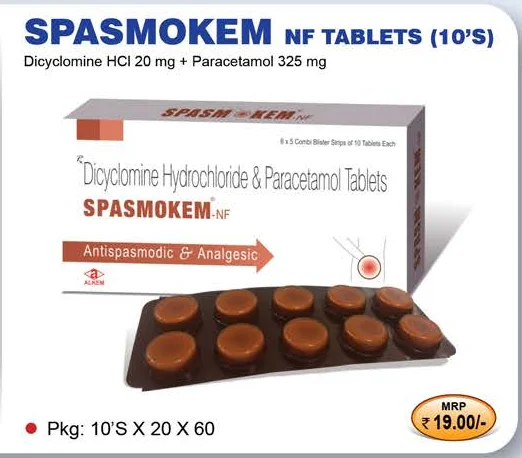 SPASMOKEM NF TABLETS (10'S)
Dicyclomine HCl 20 mg + Paracetamol 325 mg
SPASMOKEM-NF
6 x 5 Combi Blister Strips of 10 Tablets Each
Rx
Dicyclomine Hydrochloride & Paracetamol Tablets
SPASMOKEM®-NF
Antispasmodic & Analgesic
a
ALKEM
Pkg: 10'S X 20 X 60
MRP
₹ 19.00/-